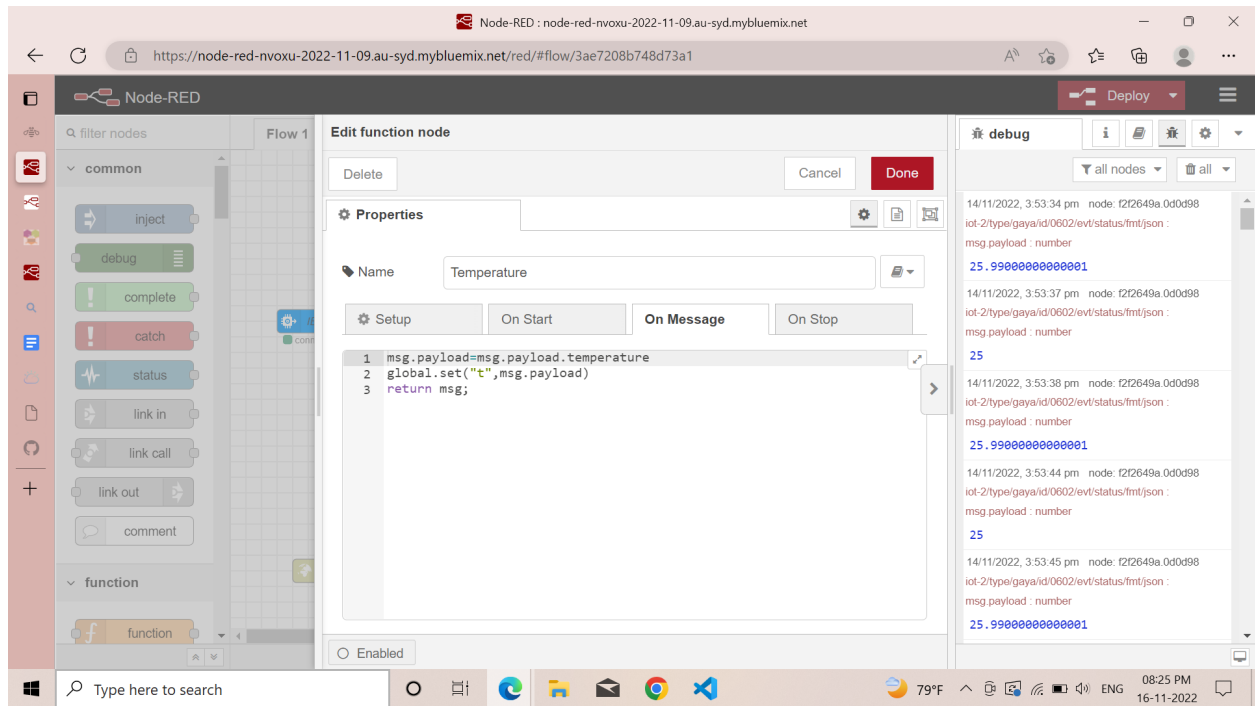 Node-RED : node-red-nvoxu-2022-11-09.au-syd.mybluemix.net
https://node-red-nvoxu-2022-11-09.au-syd.mybluemix.net/red/#flow/3ae7208b748d73a1
Node-RED
Deploy
filter nodes
common
inject
debug
complete
catch
status
link in
link call
link out
comment
function
function
Flow 1
Edit function node
Delete
Cancel
Done
Properties
Name
Temperature
Setup
On Start
On Message
On Stop
1 msg.payload=msg.payload.temperature
2 global.set("t",msg.payload)
3 return msg;
Enabled
debug
all nodes
all
14/11/2022, 3:53:34 pm node: f2f2649a.0d0d98
iot-2/type/gaya/id/0602/evt/status/fmt/json :
msg.payload : number
25.99000000000001
14/11/2022, 3:53:37 pm node: f2f2649a.0d0d98
iot-2/type/gaya/id/0602/evt/status/fmt/json :
msg.payload : number
25
14/11/2022, 3:53:38 pm node: f2f2649a.0d0d98
iot-2/type/gaya/id/0602/evt/status/fmt/json :
msg.payload : number
25.99000000000001
14/11/2022, 3:53:44 pm node: f2f2649a.0d0d98
iot-2/type/gaya/id/0602/evt/status/fmt/json :
msg.payload : number
25
14/11/2022, 3:53:45 pm node: f2f2649a.0d0d98
iot-2/type/gaya/id/0602/evt/status/fmt/json :
msg.payload : number
25.99000000000001
Type here to search
79°F
ENG
08:25 PM
16-11-2022